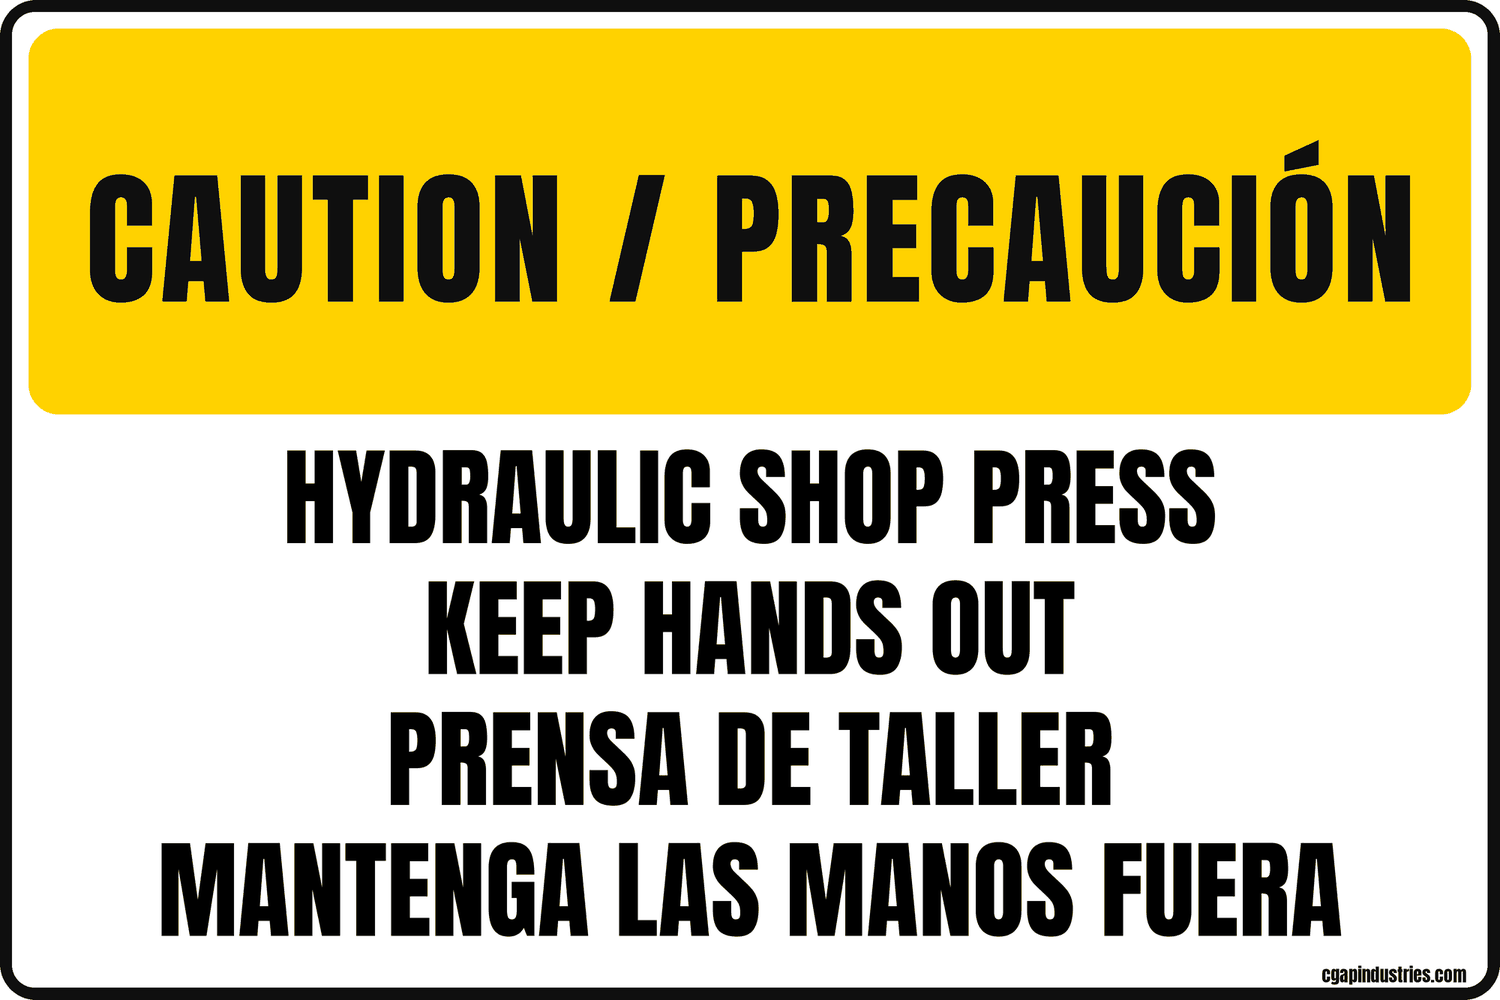 CAUTION / PRECAUCIÓN
HYDRAULIC SHOP PRESS
KEEP HANDS OUT
PRENSA DE TALLER
MANTENGA LAS MANOS FUERA
cgapindustries.com